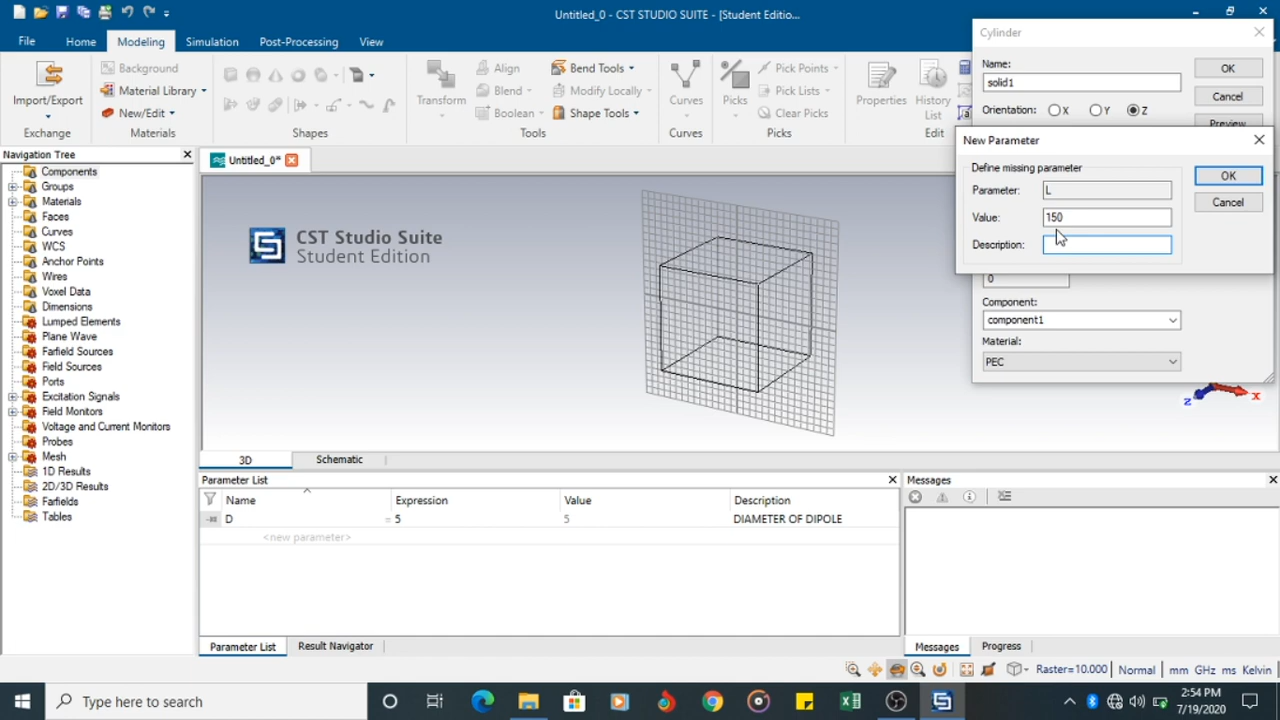 Untitled_0 - CST STUDIO SUITE - [Student Editio...
File
Home
Modeling
Simulation
Post-Processing
View
Import/Export
Exchange
Background
Material Library
New/Edit
Materials
Shapes
Transform
Align
Blend
Boolean
Bend Tools
Modify Locally
Shape Tools
Tools
Curves
Curves
Picks
Pick Points
Pick Lists
Clear Picks
Picks
Properties
History
List
Edit
Cylinder
Name:
solid1
OK
Cancel
Orientation:
X
Y
Z
Preview
New Parameter
Define missing parameter
Parameter:
L
Value:
150
Description:
OK
Cancel
0
Component:
component1
Material:
PEC
Navigation Tree
Components
Groups
Materials
Faces
Curves
WCS
Anchor Points
Wires
Voxel Data
Dimensions
Lumped Elements
Plane Wave
Farfield Sources
Field Sources
Ports
Excitation Signals
Field Monitors
Voltage and Current Monitors
Probes
Mesh
1D Results
2D/3D Results
Farfields
Tables
Untitled_0*
CST Studio Suite
Student Edition
z
x
3D
Schematic
Parameter List
Name
Expression
Value
Description
D
= 5
5
DIAMETER OF DIPOLE
<new parameter>
Parameter List
Result Navigator
Messages
Messages
Progress
Raster=10.000
Normal
mm GHz ms Kelvin
Type here to search
2:54 PM
7/19/2020